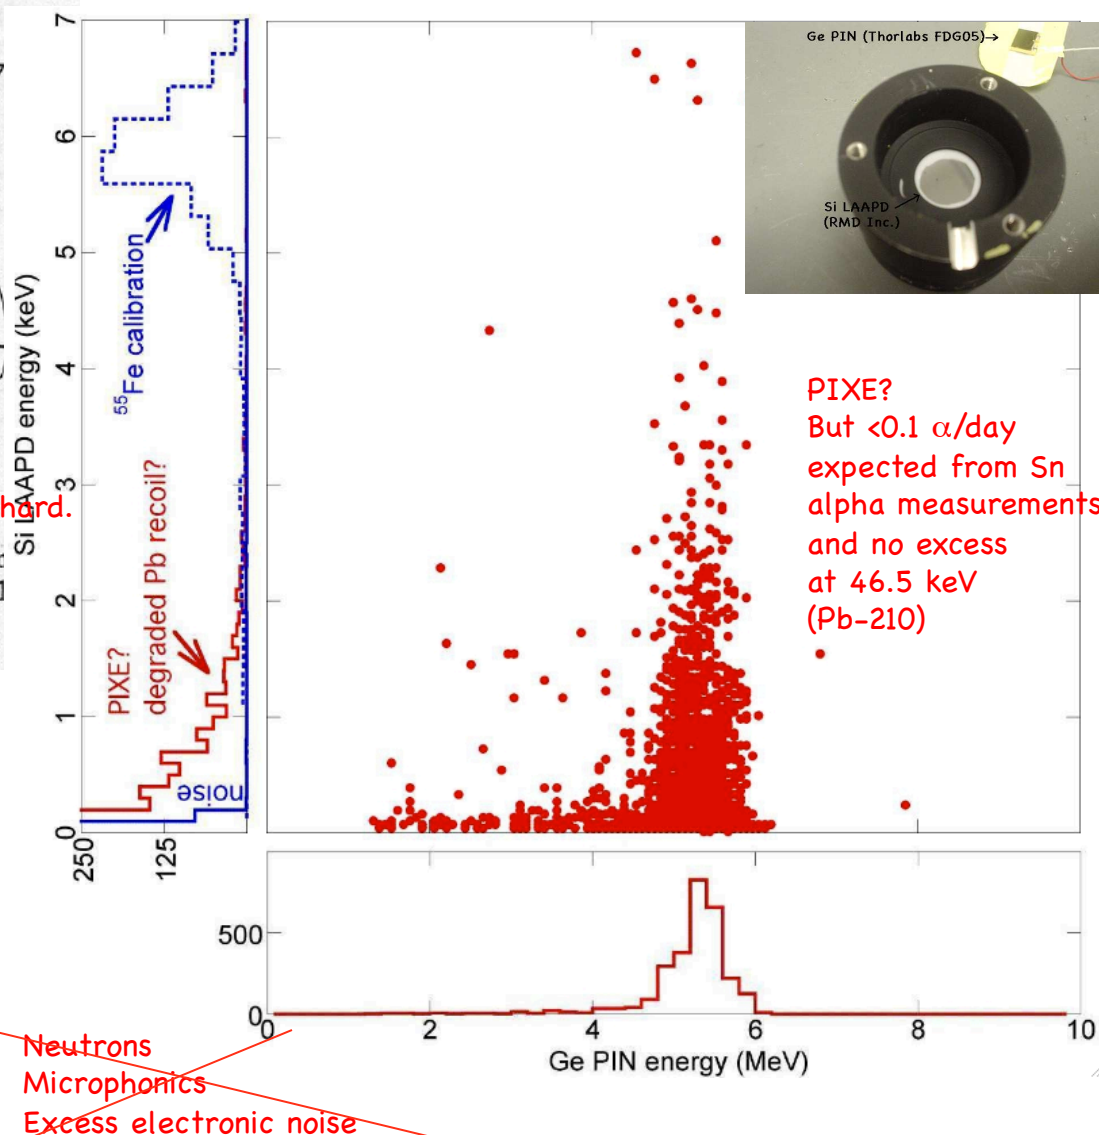 Ge PIN (Thorlabs FDG05)→
Si LAAPD
(RMD Inc.)
7
6
5
4
3
2
1
0
Si LAAPD energy (keV)
55Fe calibration
PIXE?
degraded Pb recoil?
noise
250
125
hard.
PIXE?
But <0.1 α/day
expected from Sn
alpha measurements
and no excess
at 46.5 keV
(Pb-210)
500
0
0
2
4
6
8
10
Ge PIN energy (MeV)
Neutrons
Microphonics
Excess electronic noise